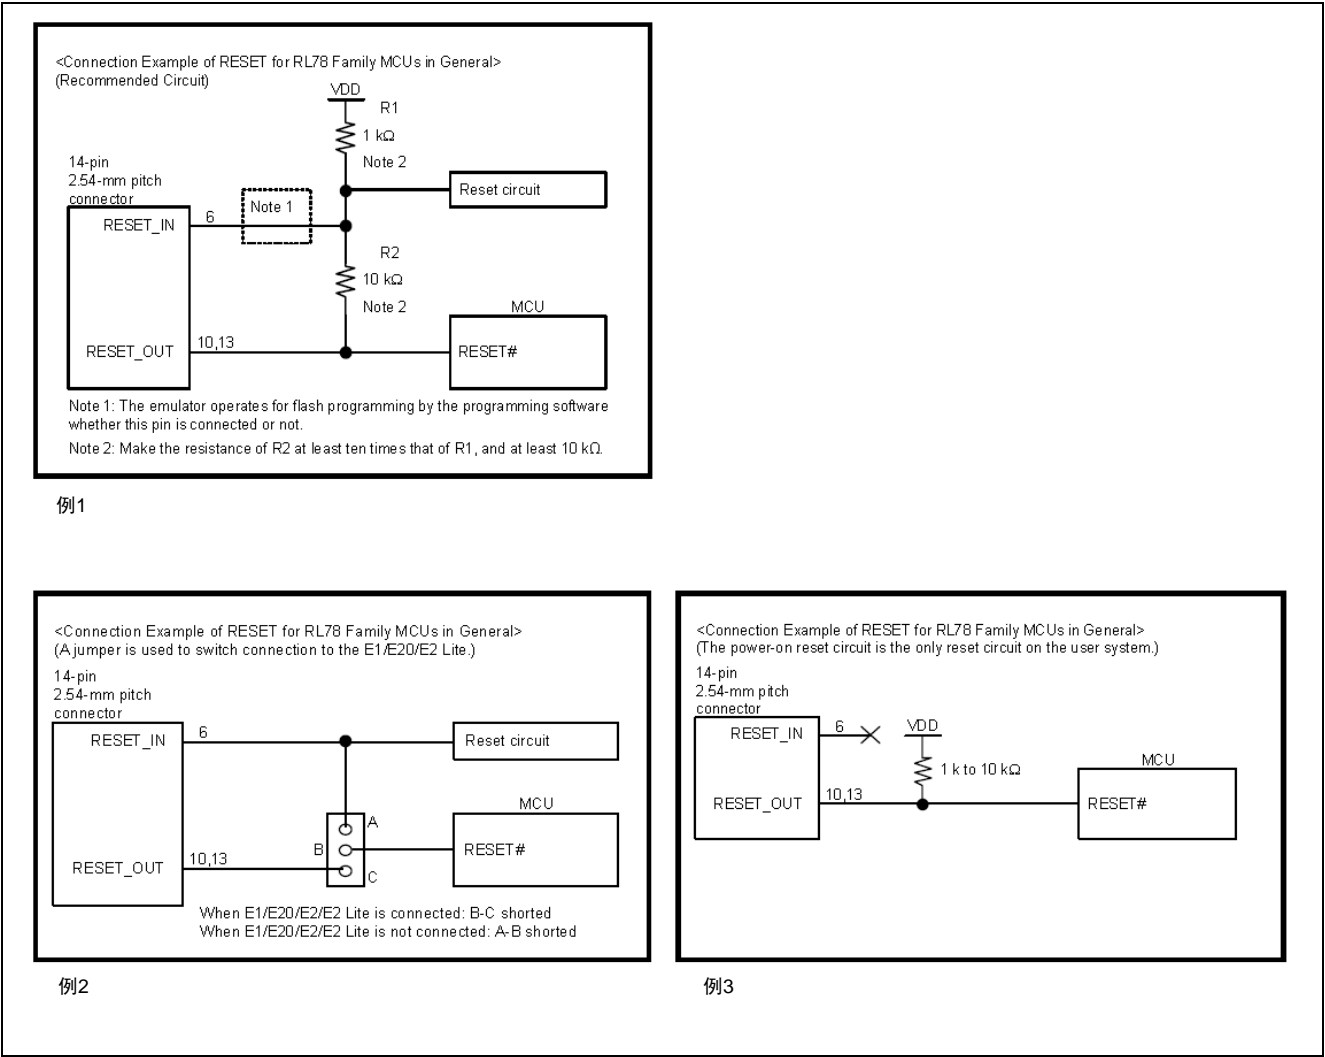 <Connection Example of RESET for RL78 Family MCUs in General>
(Recommended Circuit)
VDD
R1
1 kΩ
Note 2
14-pin
2.54-mm pitch
connector
Reset circuit
RESET_IN
6
Note 1
R2
10 kΩ
Note 2
MCU
RESET_OUT
10,13
RESET#
Note 1: The emulator operates for flash programming by the programming software
whether this pin is connected or not.
Note 2: Make the resistance of R2 at least ten times that of R1, and at least 10 kΩ.
例1
<Connection Example of RESET for RL78 Family MCUs in General>
(A jumper is used to switch connection to the E1/E20/E2 Lite.)
14-pin
2.54-mm pitch
connector
RESET_IN
6
Reset circuit
MCU
A
B
RESET#
RESET_OUT
10,13
C
When E1/E20/E2/E2 Lite is connected: B-C shorted
When E1/E20/E2/E2 Lite is not connected: A-B shorted
例2
<Connection Example of RESET for RL78 Family MCUs in General>
(The power-on reset circuit is the only reset circuit on the user system.)
14-pin
2.54-mm pitch
connector
RESET_IN
6
VDD
1 k to 10 kΩ
MCU
RESET_OUT
10,13
RESET#
例3